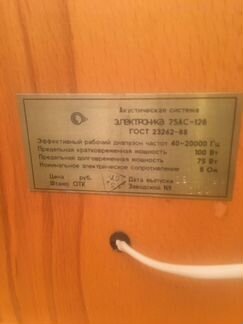 Акустическая система
ЭЛЕКТРОНИКА 75АС-128
ГОСТ 23262-88
Эффективный рабочий диапазон частот 40-20000 Гц
Предельная кратковременная мощность 100 Вт
Предельная долговременная мощность 75 Вт
Номинальное электрическое сопротивление 8 Ом
Цена руб. Дата выпуска
Штамп ОТК Заводской №